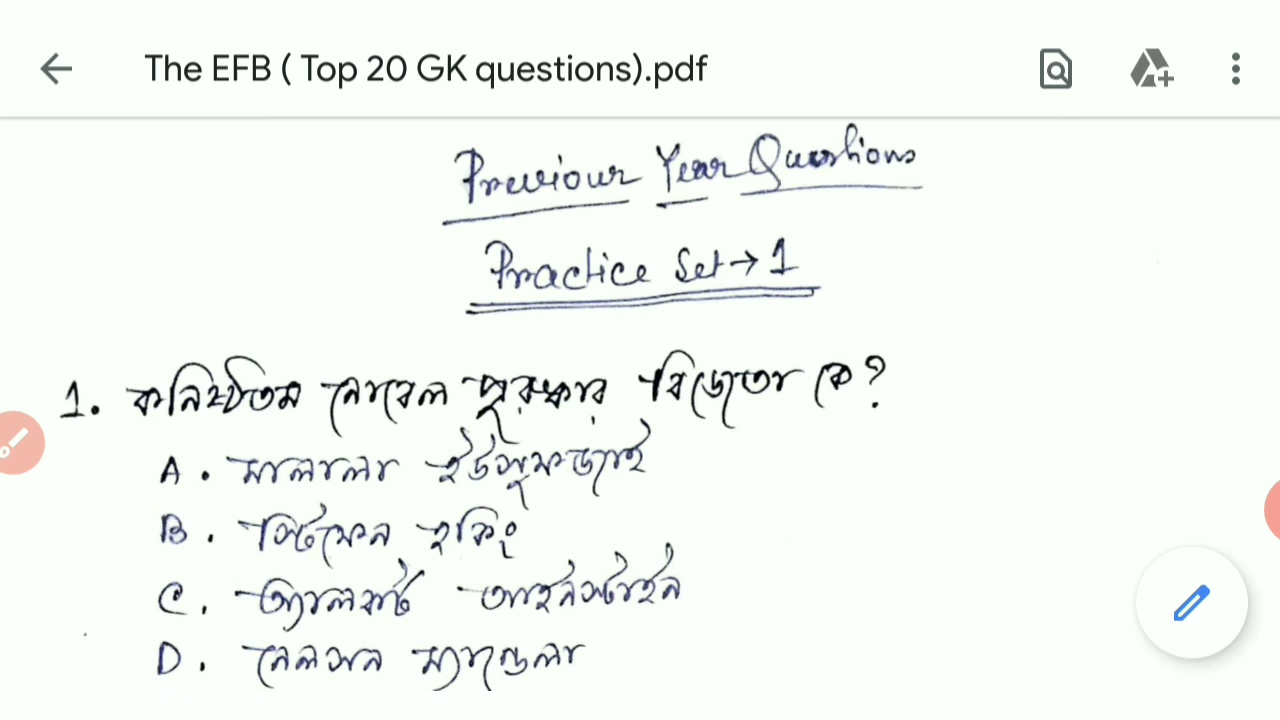 The EFB ( Top 20 GK questions).pdf
Previous Year Questions
Practice Set → 1
1. কনিষ্ঠতম নোবেল পুরস্কার বিজেতা কে?
A. মালালা ইউসুফজাই
B. স্টিফেন হকিং
C. অ্যালবার্ট আইনস্টাইন
D. নেলসন ম্যান্ডেলা